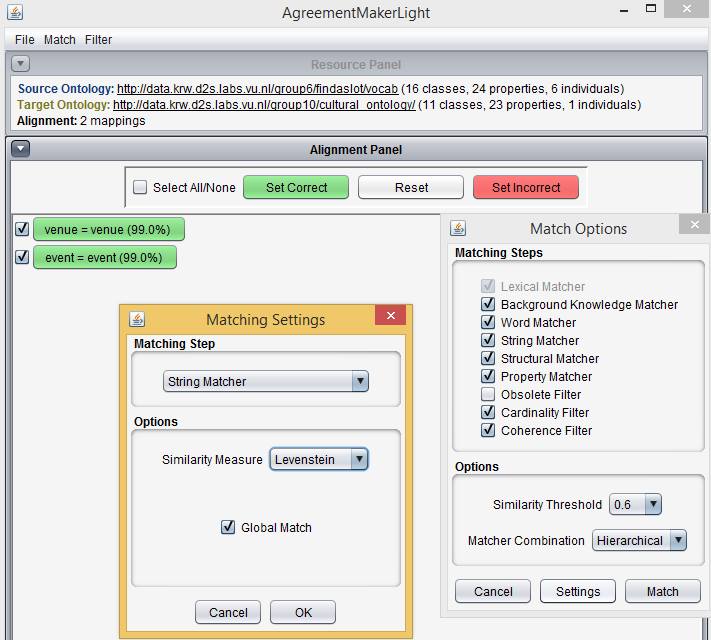 AgreementMakerLight
File Match Filter
Resource Panel
Source Ontology: http://data.krw.d2s.labs.vu.nl/group6/findaslot/vocab (16 classes, 24 properties, 6 individuals)
Target Ontology: http://data.krw.d2s.labs.vu.nl/group10/cultural_ontology/ (11 classes, 23 properties, 1 individuals)
Alignment: 2 mappings
Alignment Panel
Select All/None Set Correct Reset Set Incorrect
venue = venue (99.0%)
event = event (99.0%)
Matching Settings
Matching Step
String Matcher
Options
Similarity Measure Levenstein
Global Match
Cancel OK
Match Options
Matching Steps
Lexical Matcher
Background Knowledge Matcher
Word Matcher
String Matcher
Structural Matcher
Property Matcher
Obsolete Filter
Cardinality Filter
Coherence Filter
Options
Similarity Threshold 0.6
Matcher Combination Hierarchical
Cancel Settings Match